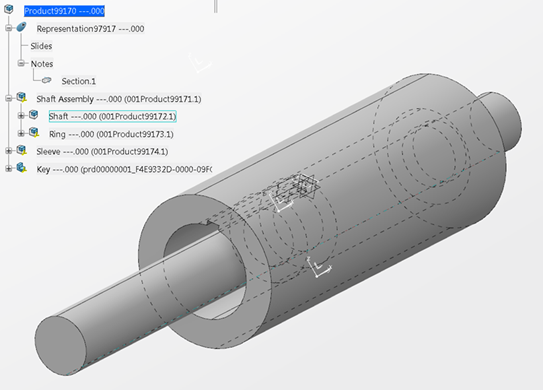 Product99170 ---.000
Representation97917 ---.000
Slides
Notes
Section.1
Shaft Assembly ---.000 (001Product99171.1)
Shaft ---.000 (001Product99172.1)
Ring ---.000 (001Product99173.1)
Sleeve ---.000 (001Product99174.1)
Key ---.000 (prd00000001_F4E9332D-0000-09F(